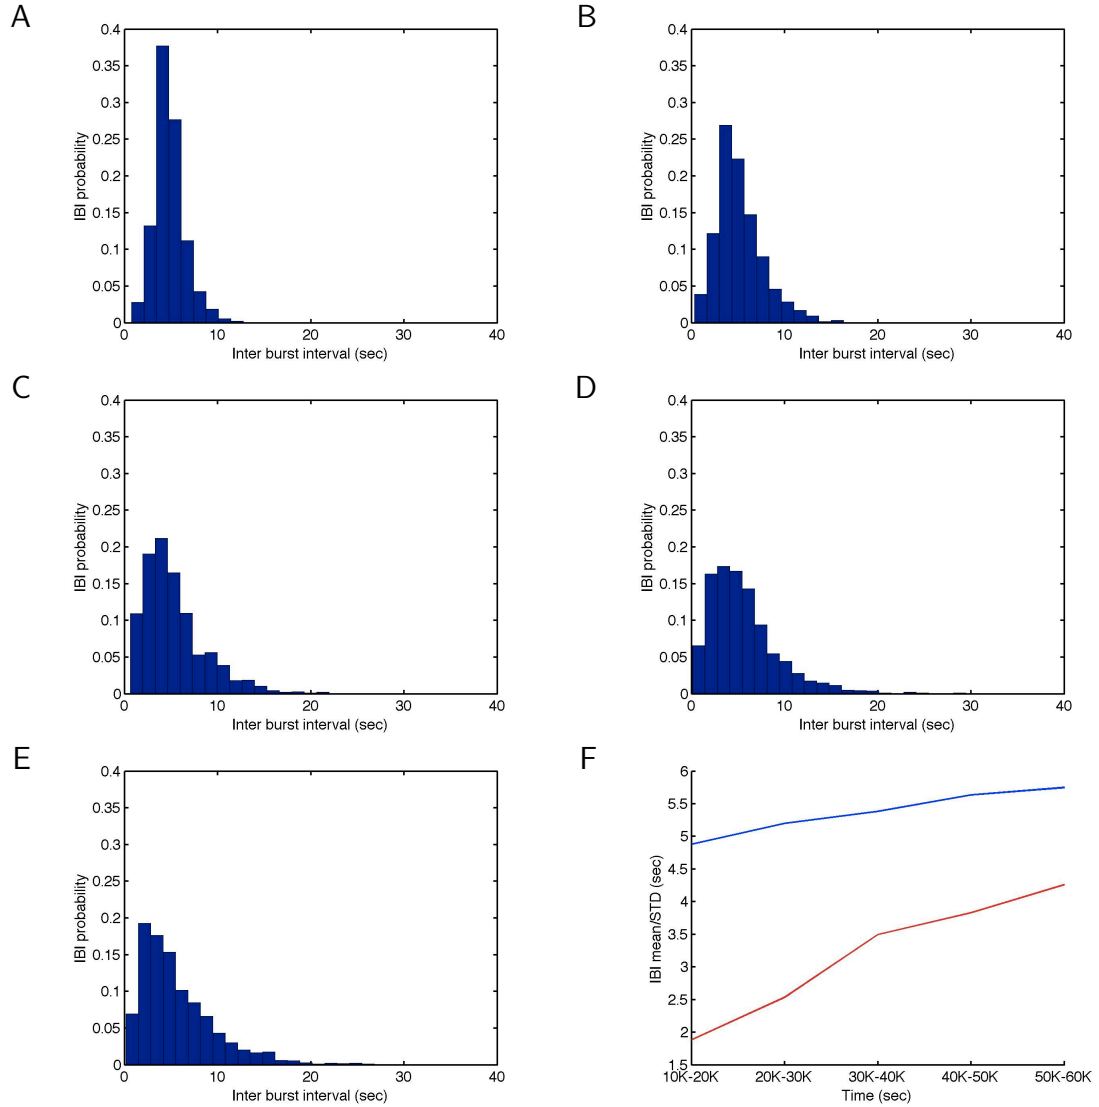 A
0.4
0.35
0.3
0.25
0.2
0.15
0.1
0.05
0
IBI probability
0 10 20 30 40
Inter burst interval (sec)
B
0.4
0.35
0.3
0.25
0.2
0.15
0.1
0.05
0
IBI probability
0 10 20 30 40
Inter burst interval (sec)
C
0.4
0.35
0.3
0.25
0.2
0.15
0.1
0.05
0
IBI probability
0 10 20 30 40
Inter burst interval (sec)
D
0.4
0.35
0.3
0.25
0.2
0.15
0.1
0.05
0
IBI probability
0 10 20 30 40
Inter burst interval (sec)
E
0.4
0.35
0.3
0.25
0.2
0.15
0.1
0.05
0
IBI probability
0 10 20 30 40
Inter burst interval (sec)
F
6
5.5
5
4.5
4
3.5
3
2.5
2
1.5
IBI mean/STD (sec)
10K-20K 20K-30K 30K-40K 40K-50K 50K-60K
Time (sec)